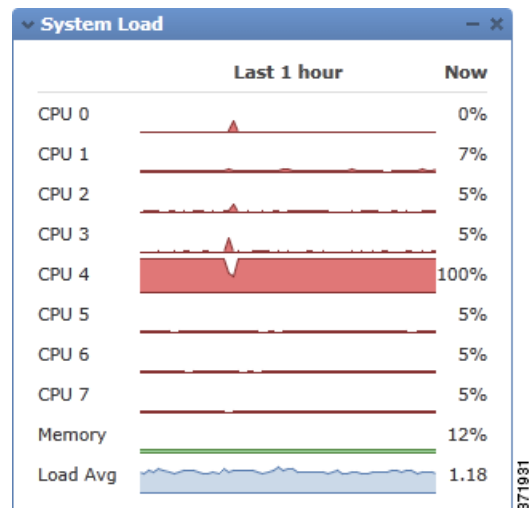 System Load
Last 1 hour Now
CPU 0 0%
CPU 1 7%
CPU 2 5%
CPU 3 5%
CPU 4 100%
CPU 5 5%
CPU 6 5%
CPU 7 5%
Memory 12%
Load Avg 1.18
371931